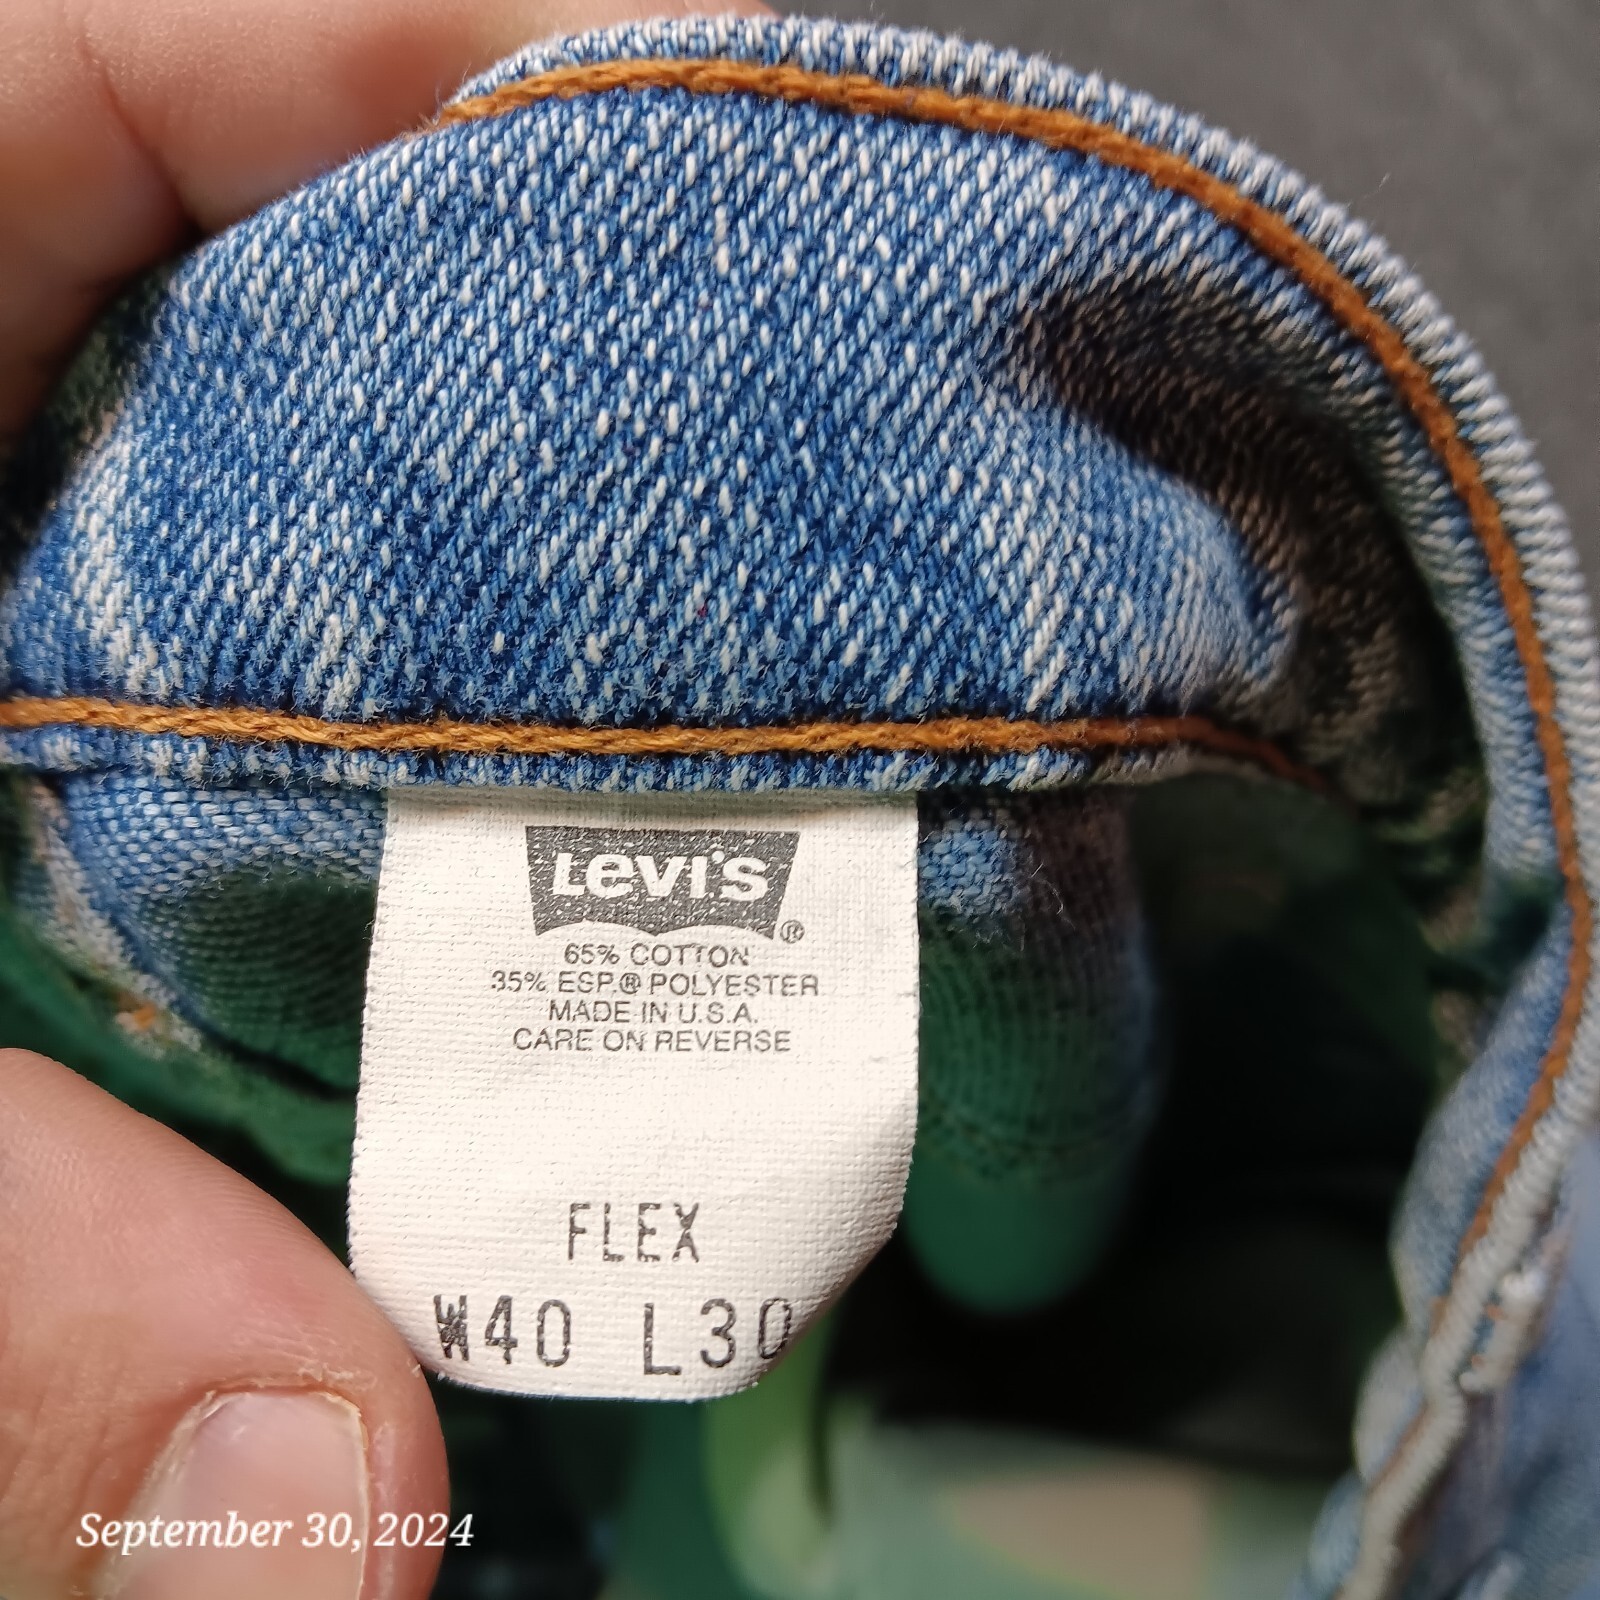 Levi's ®
65% COTTON
35% ESP.® POLYESTER
MADE IN U.S.A.
CARE ON REVERSE
FLEX
W40 L30
September 30, 2024